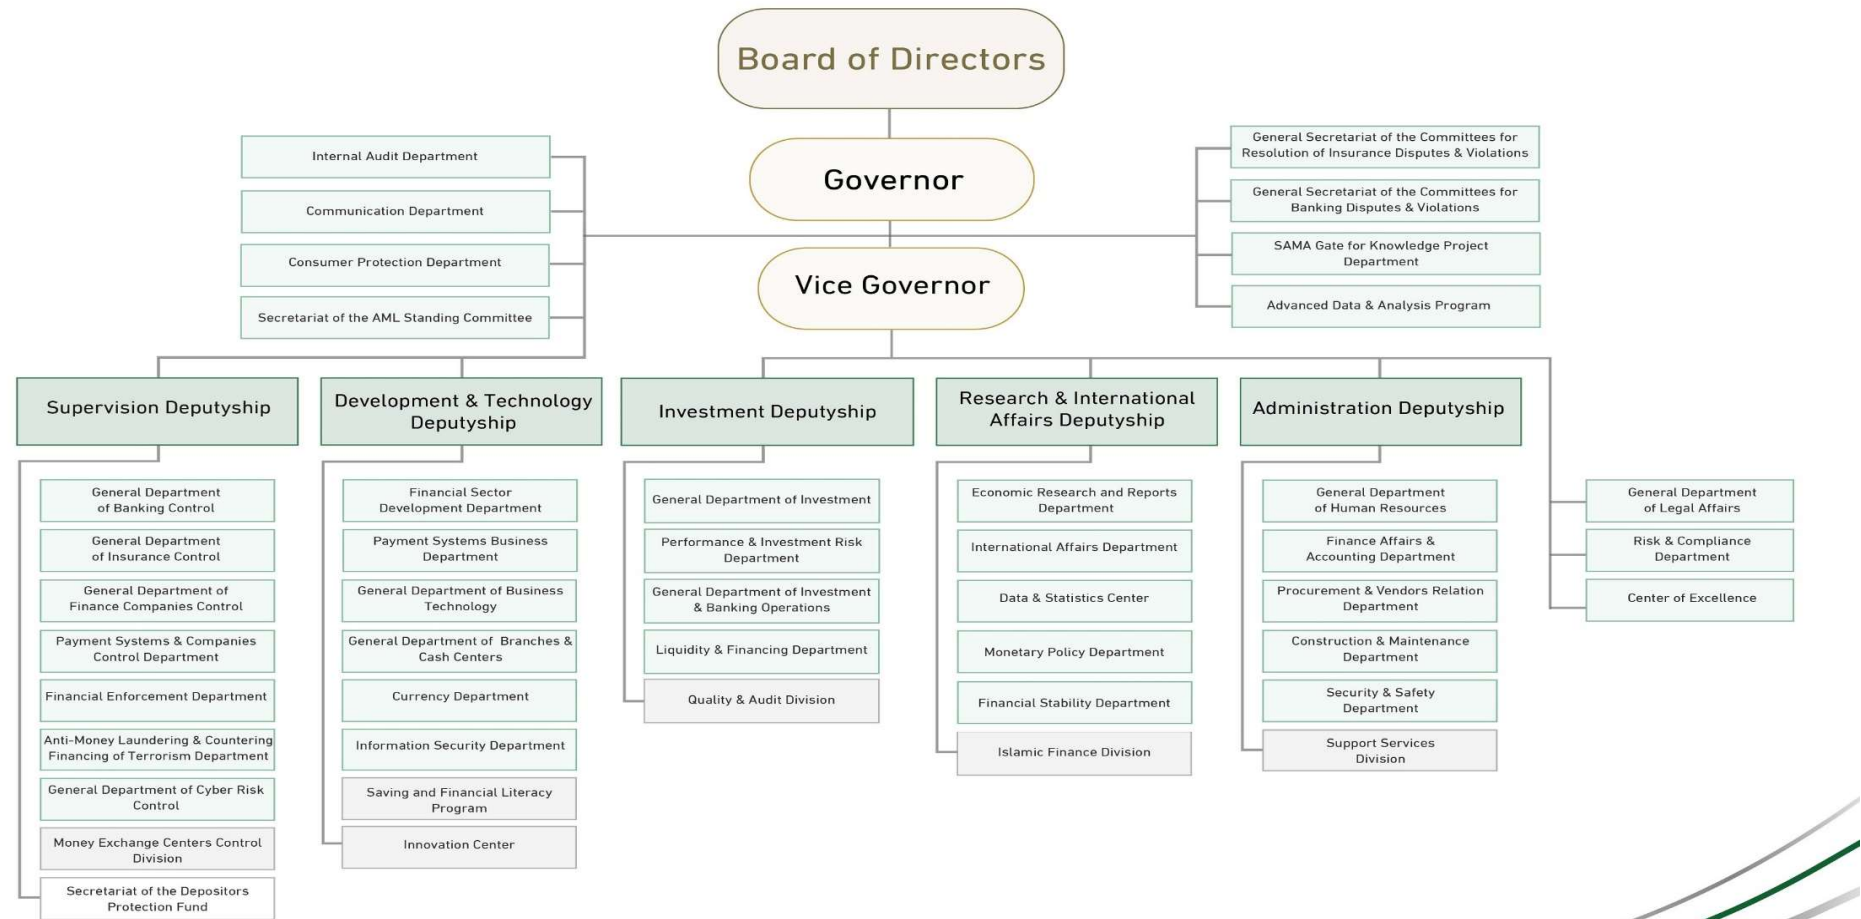 Board of Directors
Governor
Vice Governor
Internal Audit Department
Communication Department
Consumer Protection Department
Secretariat of the AML Standing Committee
General Secretariat of the Committees for
Resolution of Insurance Disputes & Violations
General Secretariat of the Committees for
Banking Disputes & Violations
SAMA Gate for Knowledge Project
Department
Advanced Data & Analysis Program
Supervision Deputyship
General Department
of Banking Control
General Department
of Insurance Control
General Department of
Finance Companies Control
Payment Systems & Companies
Control Department
Financial Enforcement Department
Anti-Money Laundering & Countering
Financing of Terrorism Department
General Department of Cyber Risk
Control
Money Exchange Centers Control
Division
Secretariat of the Depositors
Protection Fund
Development & Technology
Deputyship
Financial Sector
Development Department
Payment Systems Business
Department
General Department of Business
Technology
General Department of Branches &
Cash Centers
Currency Department
Information Security Department
Saving and Financial Literacy
Program
Innovation Center
Investment Deputyship
General Department of Investment
Performance & Investment Risk
Department
General Department of Investment
& Banking Operations
Liquidity & Financing Department
Quality & Audit Division
Research & International
Affairs Deputyship
Economic Research and Reports
Department
International Affairs Department
Data & Statistics Center
Monetary Policy Department
Financial Stability Department
Islamic Finance Division
Administration Deputyship
General Department
of Human Resources
Finance Affairs &
Accounting Department
Procurement & Vendors Relation
Department
Construction & Maintenance
Department
Security & Safety
Department
Support Services
Division
General Department
of Legal Affairs
Risk & Compliance
Department
Center of Excellence